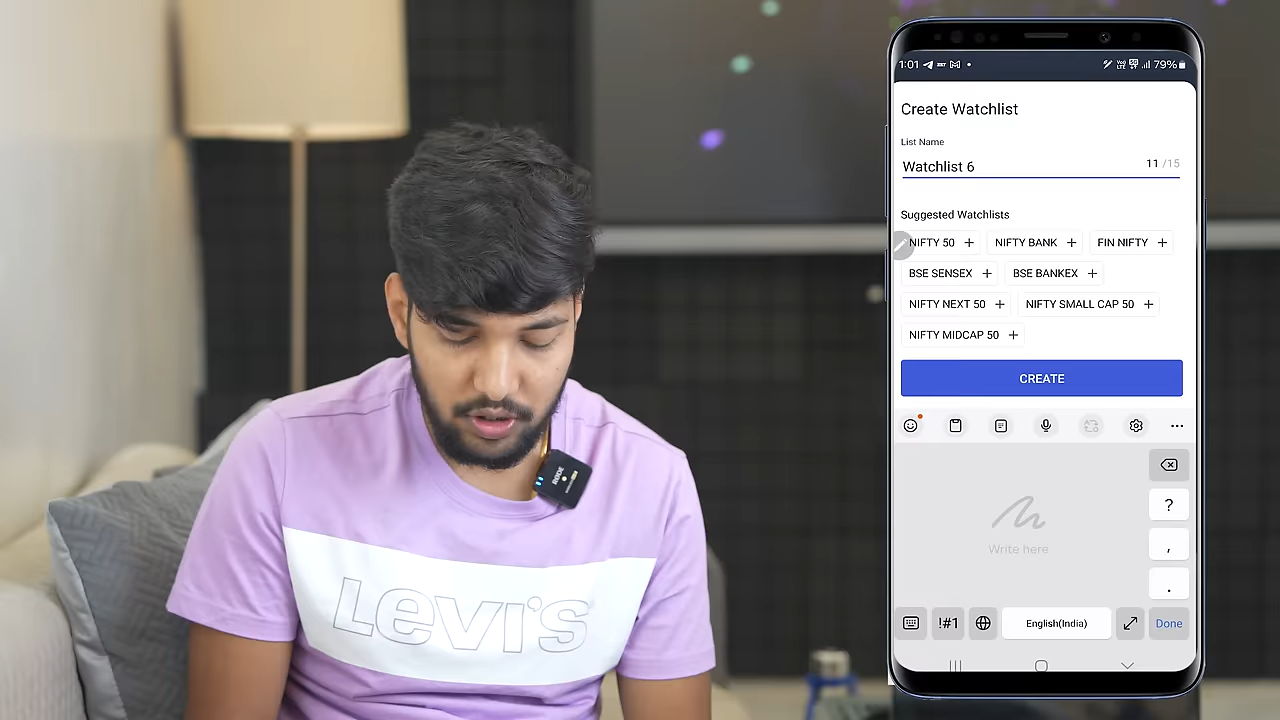 RODE
Levi's
1:01
79%
Create Watchlist
List Name
Watchlist 6
11 /15
Suggested Watchlists
NIFTY 50 +
NIFTY BANK +
FIN NIFTY +
BSE SENSEX +
BSE BANKEX +
NIFTY NEXT 50 +
NIFTY SMALL CAP 50 +
NIFTY MIDCAP 50 +
CREATE
Write here
?
,
.
!#1
English(India)
Done